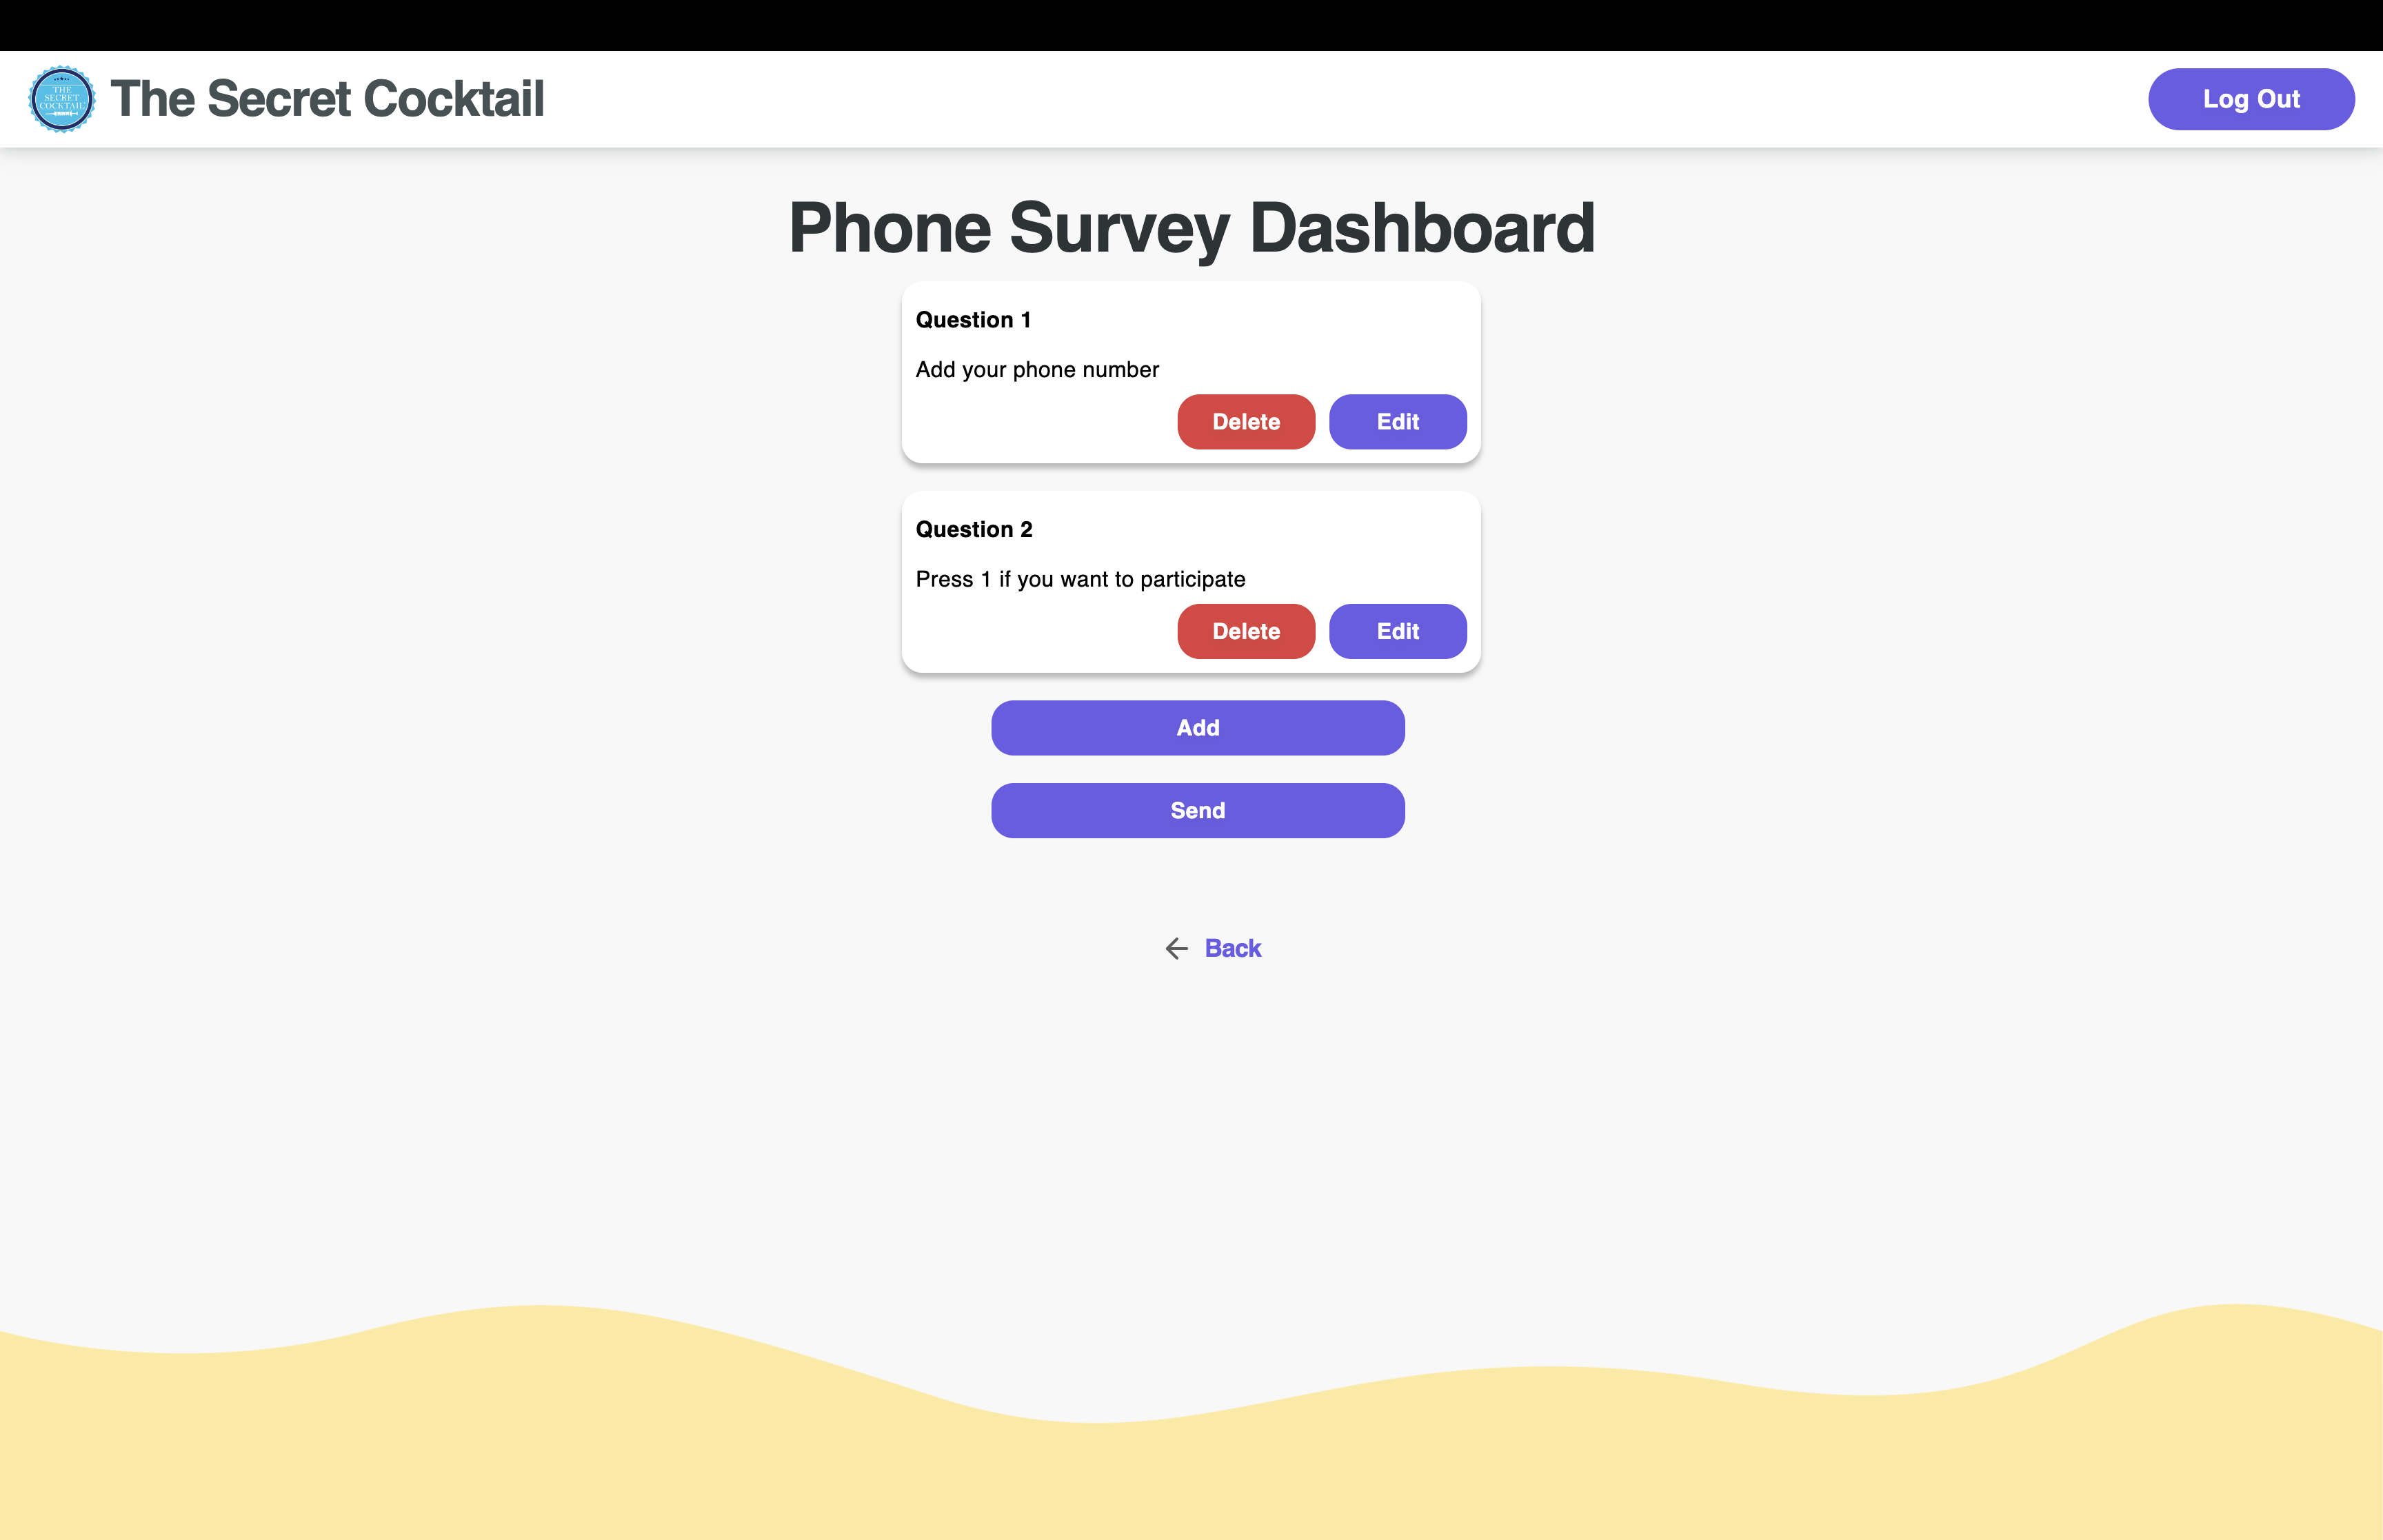 THE
SECRET
COCKTAIL
The Secret Cocktail
Log Out
Phone Survey Dashboard
Question 1
Add your phone number
Delete
Edit
Question 2
Press 1 if you want to participate
Delete
Edit
Add
Send
Back